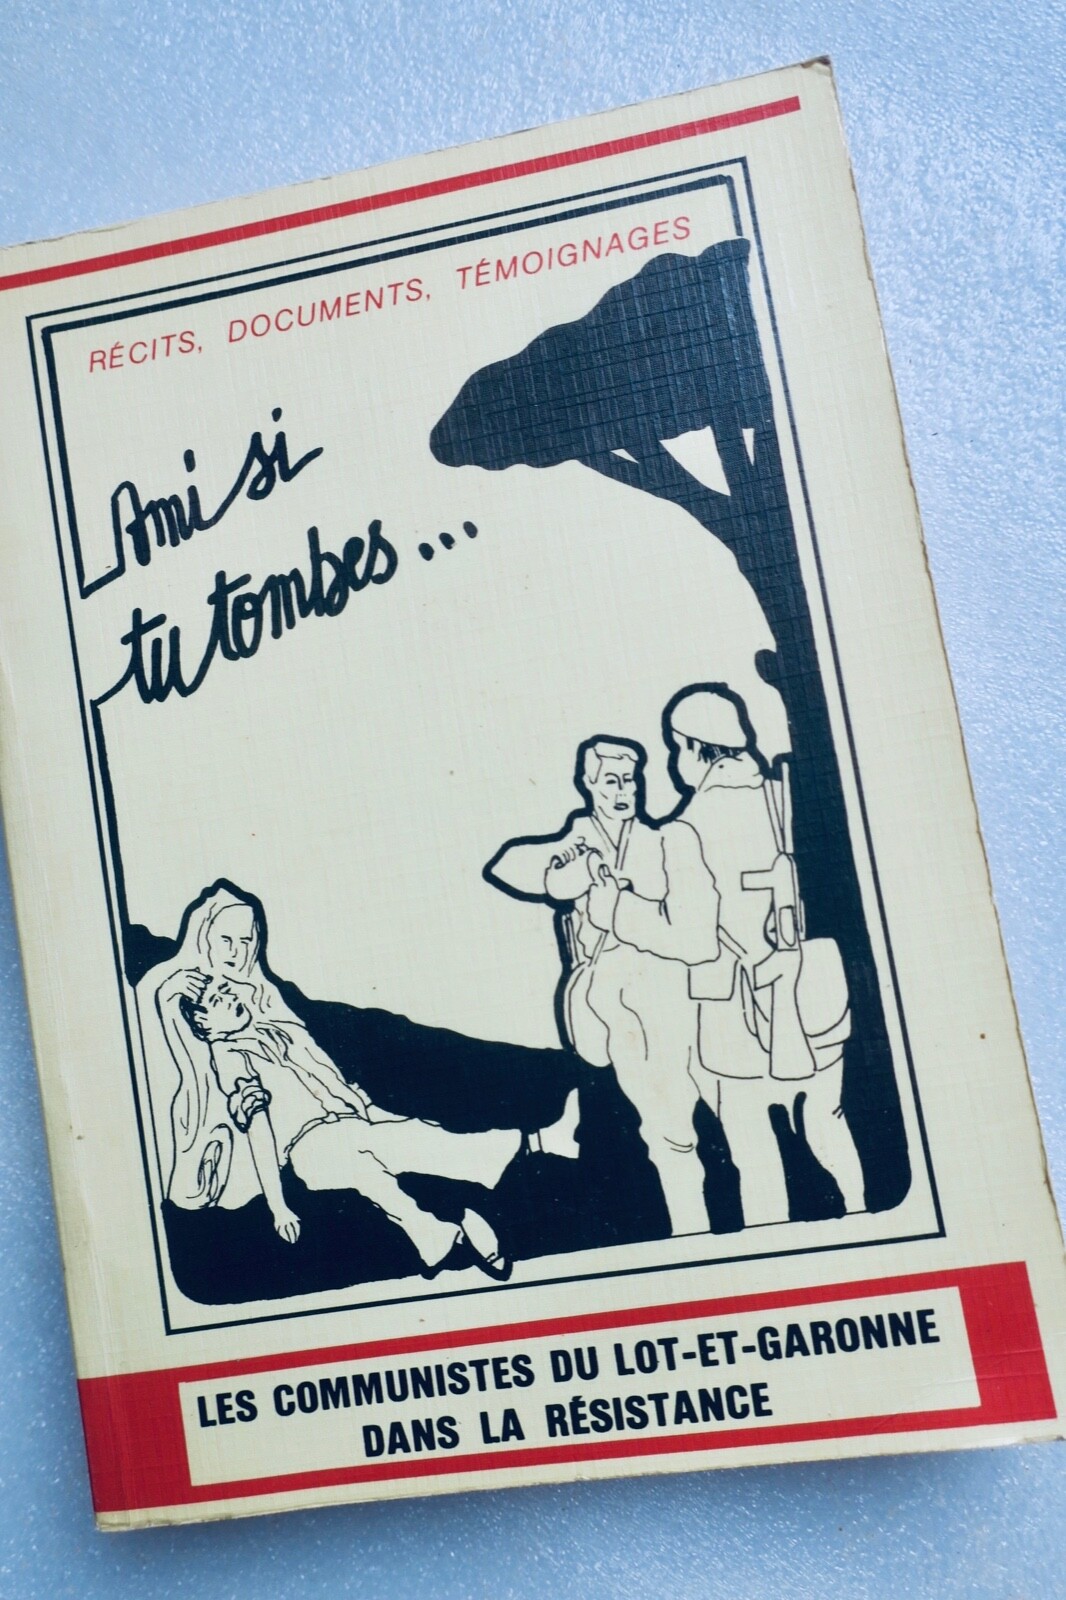 RÉCITS, DOCUMENTS, TÉMOIGNAGES
Ami si
tu tombes...
LES COMMUNISTES DU LOT-ET-GARONNE
DANS LA RÉSISTANCE